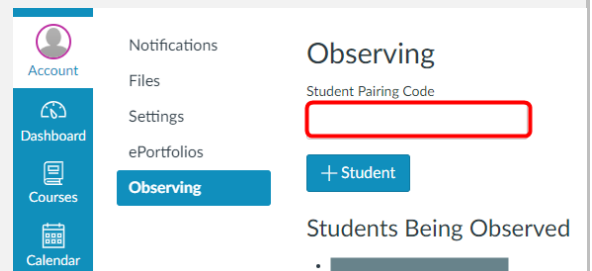 Account
Dashboard
Courses
Calendar
Notifications
Files
Settings
ePortfolios
Observing
Observing
Student Pairing Code
+ Student
Students Being Observed